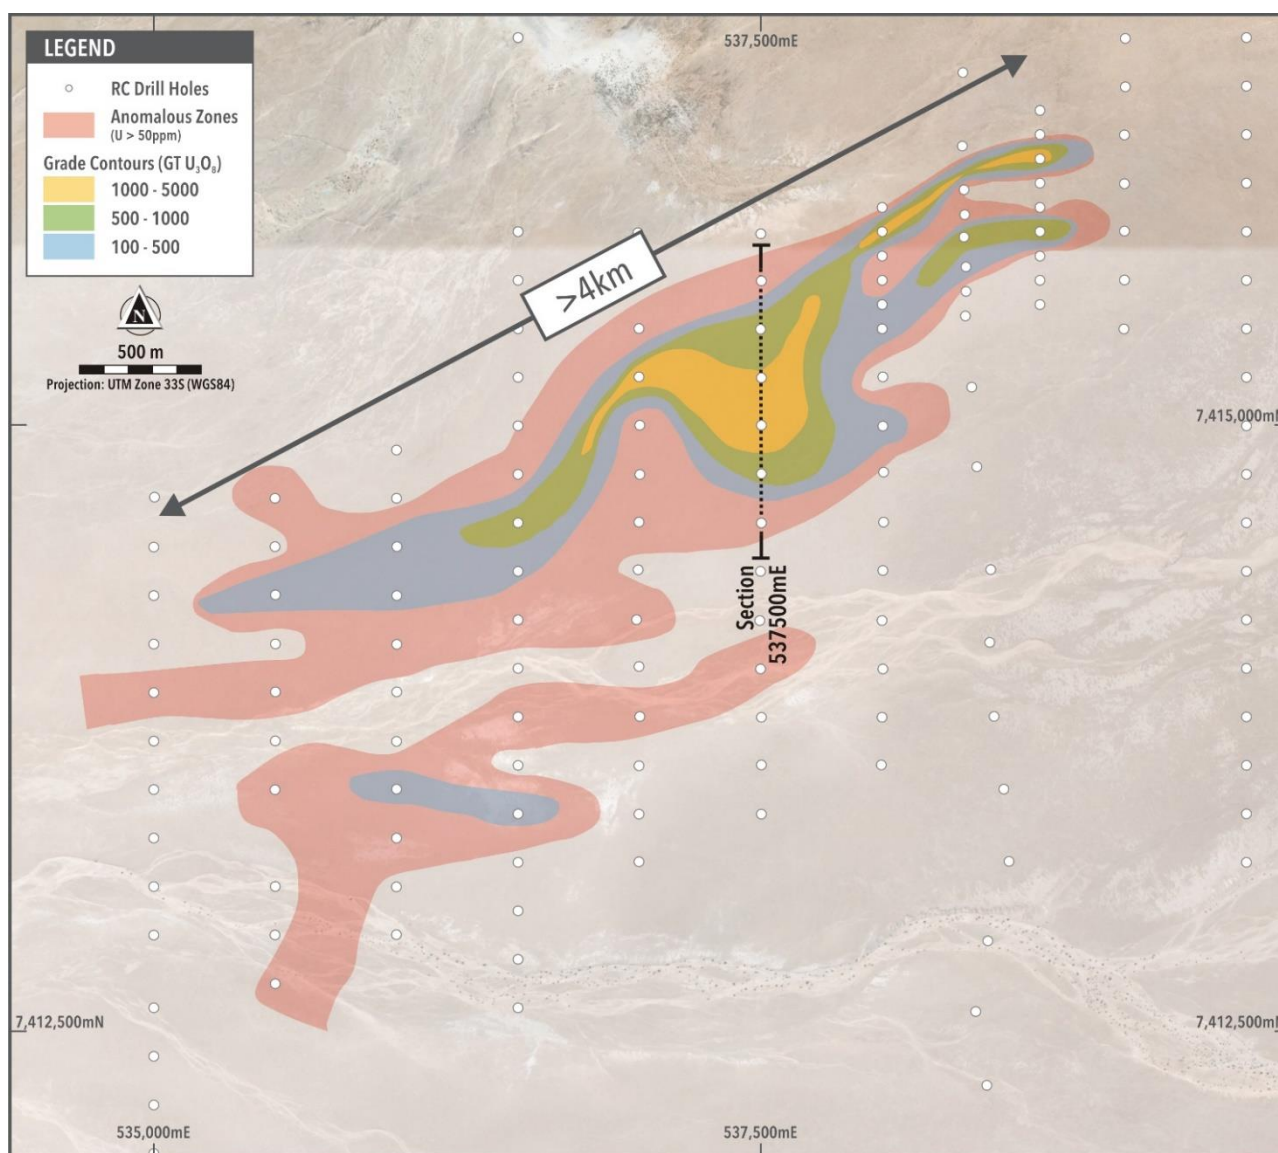 LEGEND
RC Drill Holes
Anomalous Zones
(U > 50ppm)
Grade Contours (GT U₃O₈)
1000 - 5000
500 - 1000
100 - 500
N
500 m
Projection: UTM Zone 33S (WGS84)
537,500mE
>4km
7,415,000mN
Section
537500mE
7,412,500mN
7,412,500mN
535,000mE
537,500mE